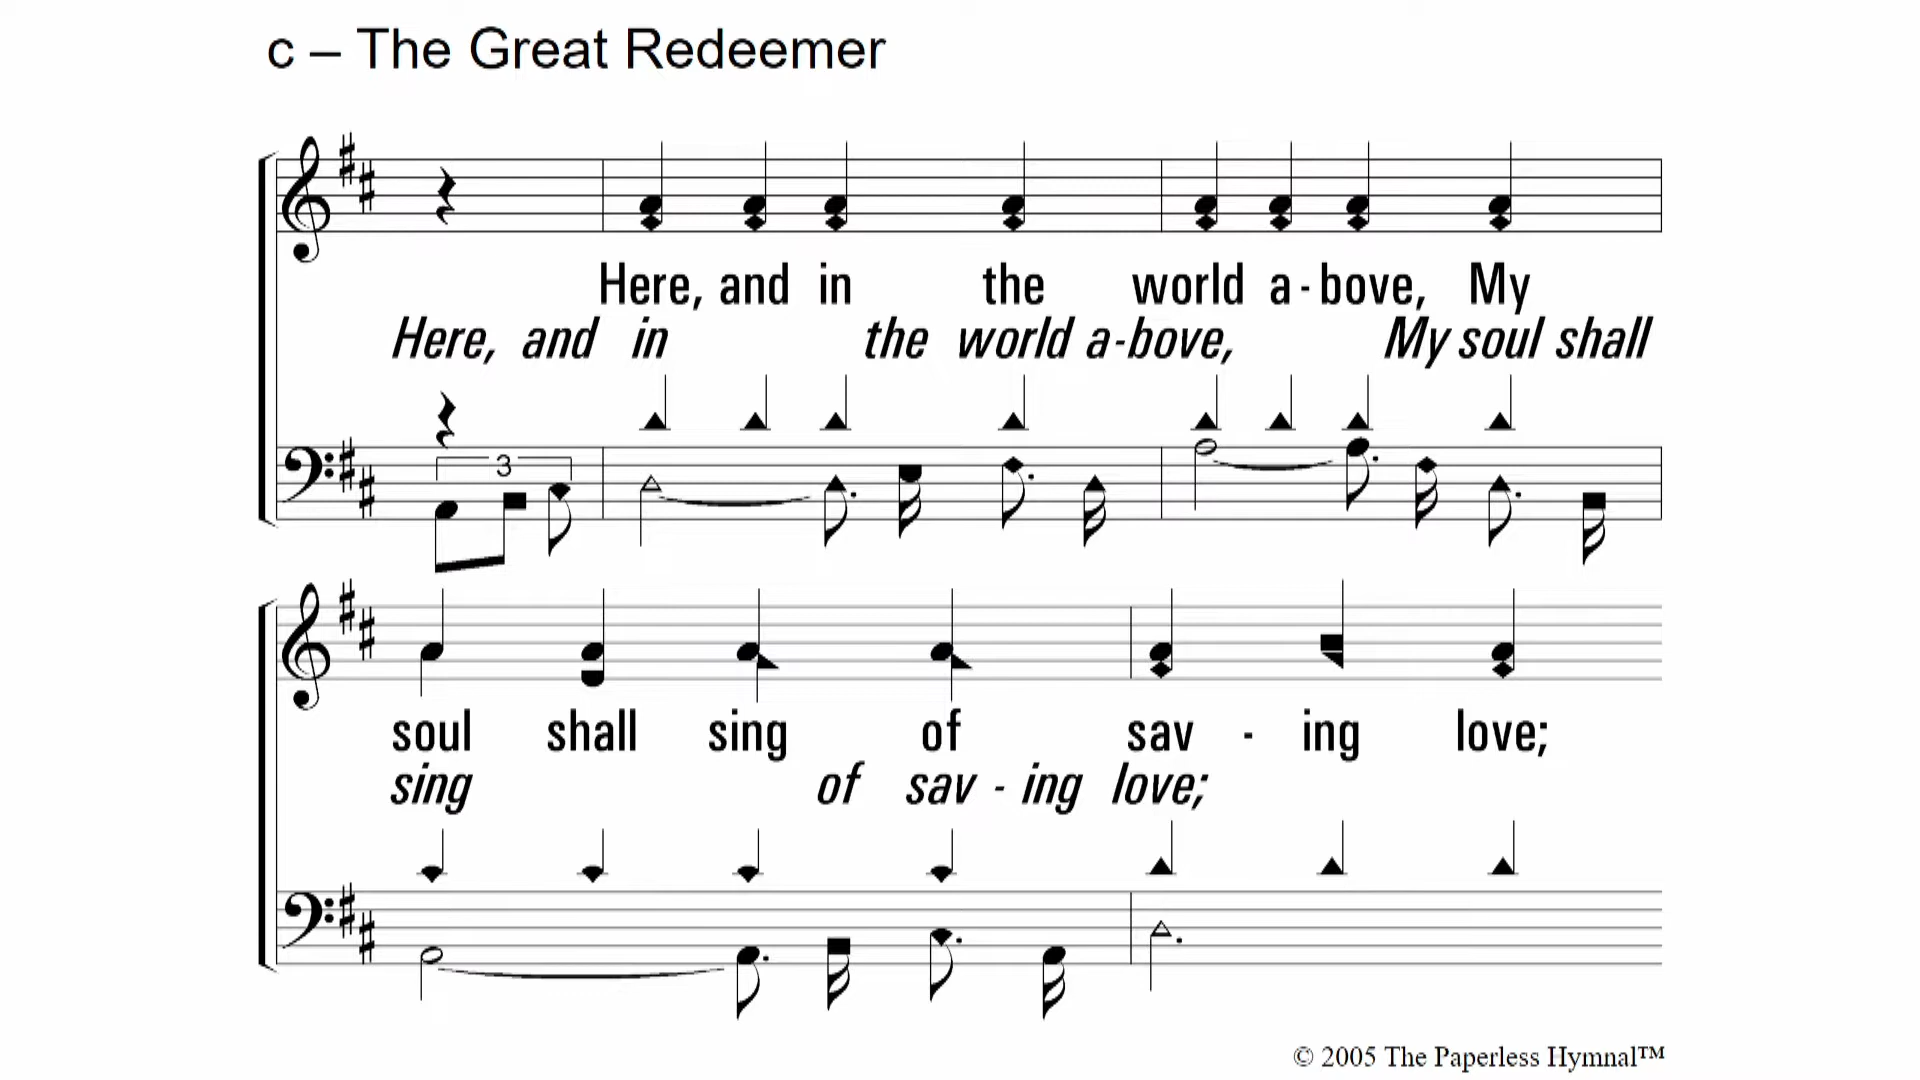 c – The Great Redeemer
3
Here, and in the world a - bove, My
Here, and in the world a - bove, My soul shall
soul shall sing of sav - ing love;
sing of sav - ing love;
© 2005 The Paperless Hymnal™